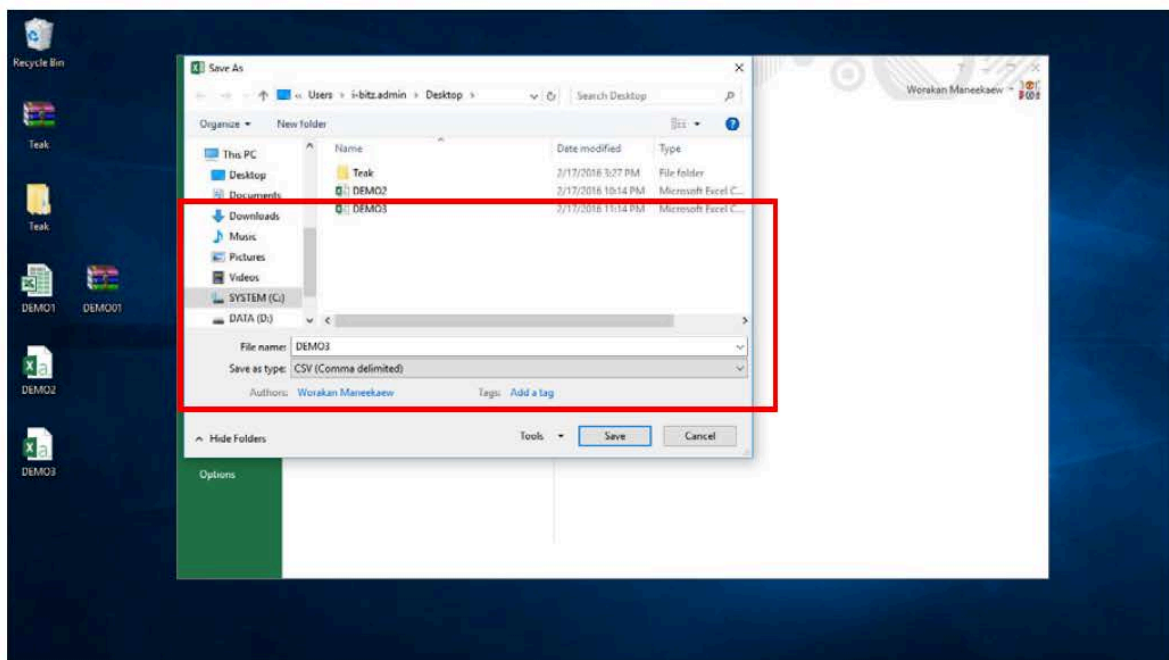 Recycle Bin
Teak
Teak
DEMO1 DEMO01
DEMO2
DEMO3
Save As
« Users › i-bitz.admin › Desktop ›
Search Desktop
Organize
New folder
This PC
Desktop
Documents
Downloads
Music
Pictures
Videos
SYSTEM (C:)
DATA (D:)
Name Date modified Type
Teak 2/17/2016 3:27 PM File folder
DEMO2 2/17/2016 10:14 PM Microsoft Excel C...
DEMO3 2/17/2016 11:14 PM Microsoft Excel C...
File name: DEMO3
Save as type: CSV (Comma delimited)
Authors: Worakan Maneekaew Tags: Add a tag
Hide Folders Tools Save Cancel
Options
Worakan Maneekaew